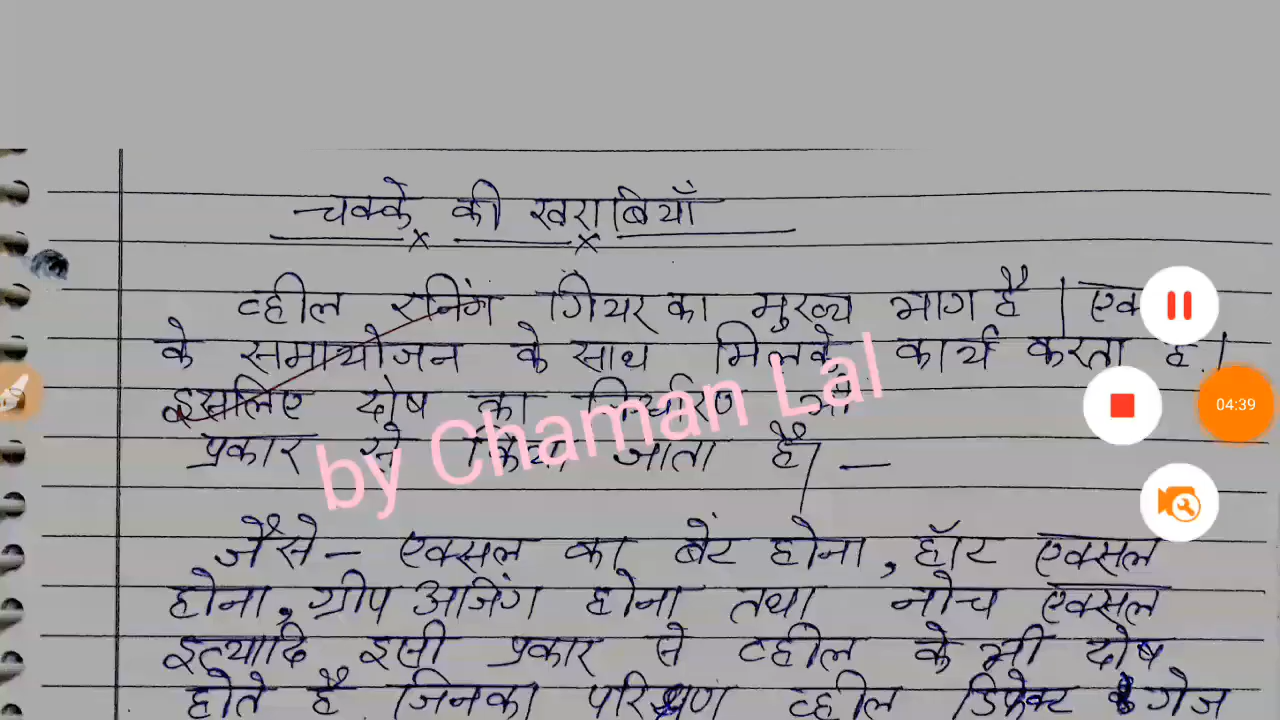 चक्के की खराबियाँ
व्हील रनिंग गियर का मुख्य भाग है |
के समायोजन के साथ मिलके कार्य करता है।
इसलिए दोष का निर्धारण भी
प्रकार से किया जाता है। —
by Chaman Lal
जैसे – एक्सल का बेंट होना, हॉट एक्सल
होना, ग्रीप आजिंग होना तथा नोच एक्सल
इत्यादि इसी प्रकार से व्हील के भी दोष
होते है जिनका परिक्षण व्हील डिफेक्ट गेज
04:39